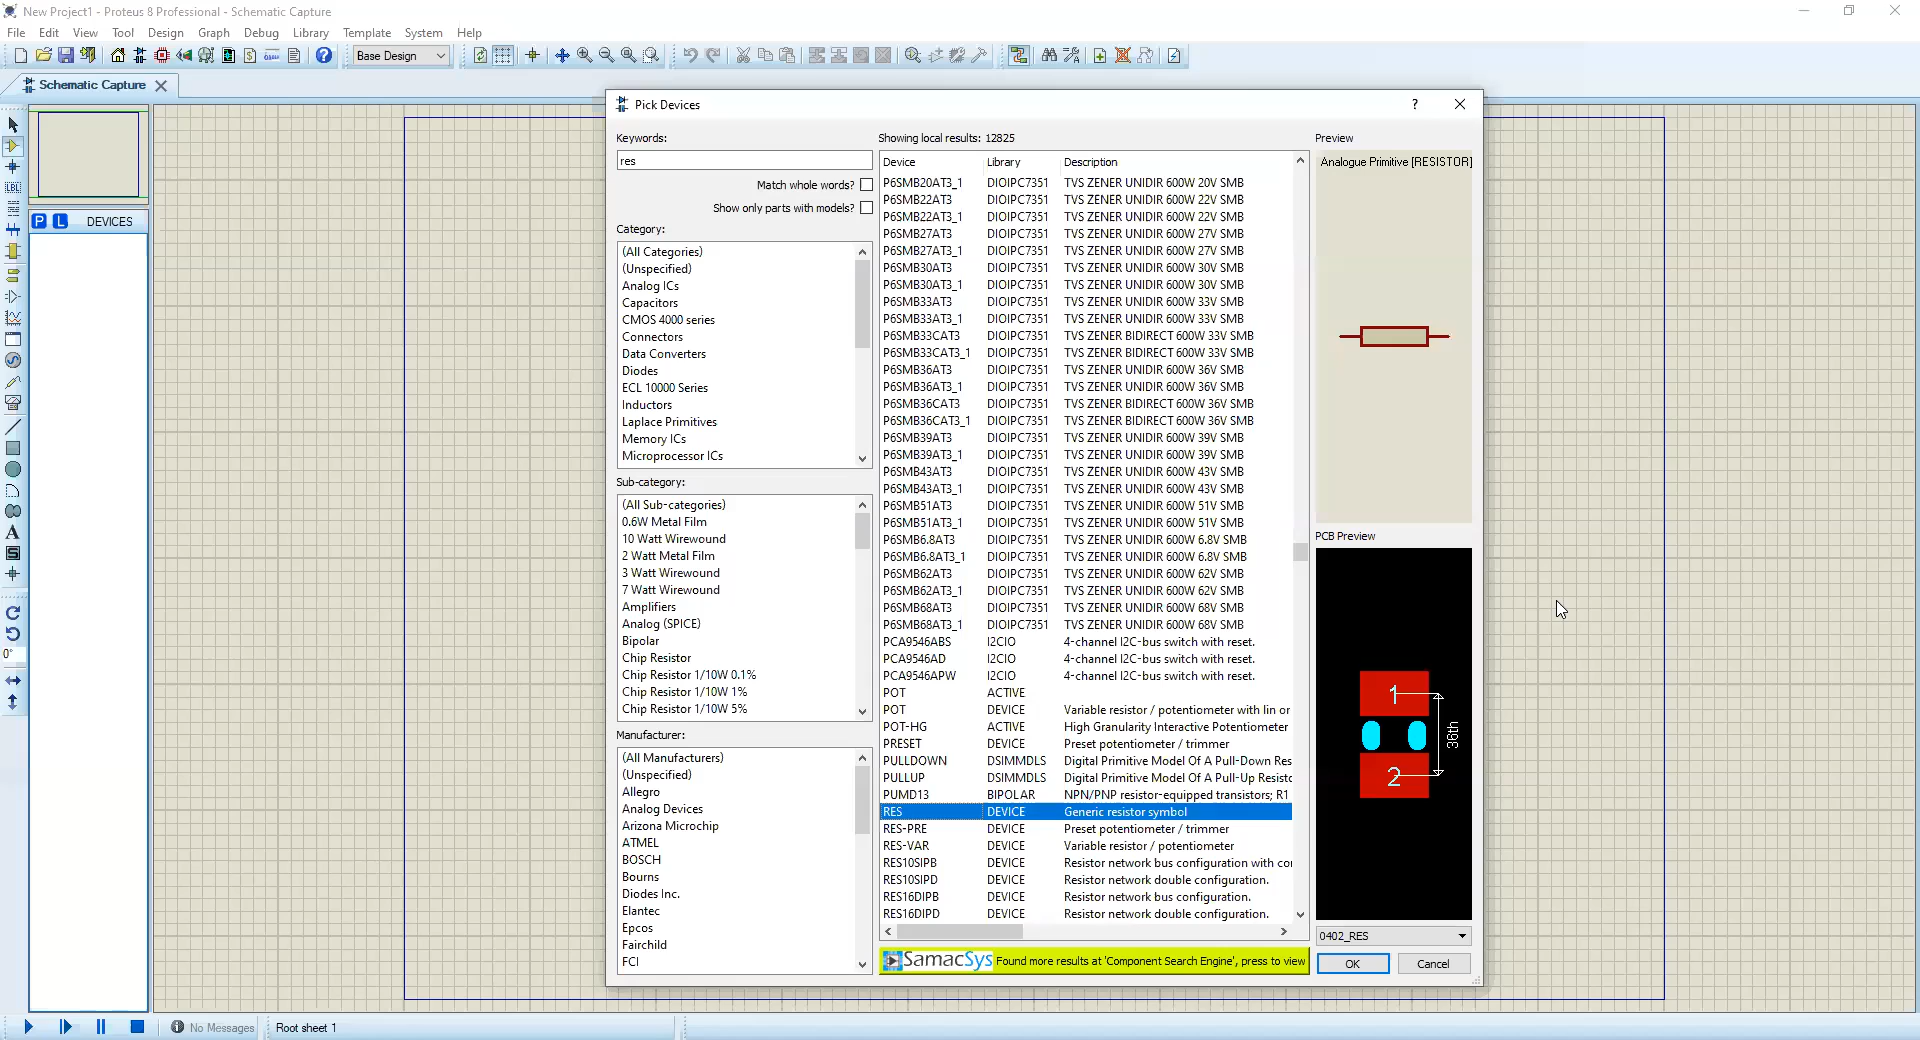 New Project1 - Proteus 8 Professional - Schematic Capture
File Edit View Tool Design Graph Debug Library Template System Help
Base Design
Schematic Capture
Pick Devices
?
Keywords:
res
Match whole words?
Show only parts with models?
Category:
(All Categories)
(Unspecified)
Analog ICs
Capacitors
CMOS 4000 series
Connectors
Data Converters
Diodes
ECL 10000 Series
Inductors
Laplace Primitives
Memory ICs
Microprocessor ICs
Sub-category:
(All Sub-categories)
0.6W Metal Film
10 Watt Wirewound
2 Watt Metal Film
3 Watt Wirewound
7 Watt Wirewound
Amplifiers
Analog (SPICE)
Bipolar
Chip Resistor
Chip Resistor 1/10W 0.1%
Chip Resistor 1/10W 1%
Chip Resistor 1/10W 5%
Manufacturer:
(All Manufacturers)
(Unspecified)
Allegro
Analog Devices
Arizona Microchip
ATMEL
BOSCH
Bourns
Diodes Inc.
Elantec
Epcos
Fairchild
FCI
Showing local results: 12825
Device Library Description
P6SMB20AT3_1 DIOIPC7351 TVS ZENER UNIDIR 600W 20V SMB
P6SMB22AT3 DIOIPC7351 TVS ZENER UNIDIR 600W 22V SMB
P6SMB22AT3_1 DIOIPC7351 TVS ZENER UNIDIR 600W 22V SMB
P6SMB27AT3 DIOIPC7351 TVS ZENER UNIDIR 600W 27V SMB
P6SMB27AT3_1 DIOIPC7351 TVS ZENER UNIDIR 600W 27V SMB
P6SMB30AT3 DIOIPC7351 TVS ZENER UNIDIR 600W 30V SMB
P6SMB30AT3_1 DIOIPC7351 TVS ZENER UNIDIR 600W 30V SMB
P6SMB33AT3 DIOIPC7351 TVS ZENER UNIDIR 600W 33V SMB
P6SMB33AT3_1 DIOIPC7351 TVS ZENER UNIDIR 600W 33V SMB
P6SMB33CAT3 DIOIPC7351 TVS ZENER BIDIRECT 600W 33V SMB
P6SMB33CAT3_1 DIOIPC7351 TVS ZENER BIDIRECT 600W 33V SMB
P6SMB36AT3 DIOIPC7351 TVS ZENER UNIDIR 600W 36V SMB
P6SMB36AT3_1 DIOIPC7351 TVS ZENER UNIDIR 600W 36V SMB
P6SMB36CAT3 DIOIPC7351 TVS ZENER BIDIRECT 600W 36V SMB
P6SMB36CAT3_1 DIOIPC7351 TVS ZENER BIDIRECT 600W 36V SMB
P6SMB39AT3 DIOIPC7351 TVS ZENER UNIDIR 600W 39V SMB
P6SMB39AT3_1 DIOIPC7351 TVS ZENER UNIDIR 600W 39V SMB
P6SMB43AT3 DIOIPC7351 TVS ZENER UNIDIR 600W 43V SMB
P6SMB43AT3_1 DIOIPC7351 TVS ZENER UNIDIR 600W 43V SMB
P6SMB51AT3 DIOIPC7351 TVS ZENER UNIDIR 600W 51V SMB
P6SMB51AT3_1 DIOIPC7351 TVS ZENER UNIDIR 600W 51V SMB
P6SMB6.8AT3 DIOIPC7351 TVS ZENER UNIDIR 600W 6.8V SMB
P6SMB6.8AT3_1 DIOIPC7351 TVS ZENER UNIDIR 600W 6.8V SMB
P6SMB62AT3 DIOIPC7351 TVS ZENER UNIDIR 600W 62V SMB
P6SMB62AT3_1 DIOIPC7351 TVS ZENER UNIDIR 600W 62V SMB
P6SMB68AT3 DIOIPC7351 TVS ZENER UNIDIR 600W 68V SMB
P6SMB68AT3_1 DIOIPC7351 TVS ZENER UNIDIR 600W 68V SMB
PCA9546ABS I2CIO 4-channel I2C-bus switch with reset.
PCA9546AD I2CIO 4-channel I2C-bus switch with reset.
PCA9546APW I2CIO 4-channel I2C-bus switch with reset.
POT ACTIVE
POT DEVICE Variable resistor / potentiometer with lin or
POT-HG ACTIVE High Granularity Interactive Potentiometer
PRESET DEVICE Preset potentiometer / trimmer
PULLDOWN DSIMMDLS Digital Primitive Model Of A Pull-Down Res
PULLUP DSIMMDLS Digital Primitive Model Of A Pull-Up Resistc
PUMD13 BIPOLAR NPN/PNP resistor-equipped transistors; R1
RES DEVICE Generic resistor symbol
RES-PRE DEVICE Preset potentiometer / trimmer
RES-VAR DEVICE Variable resistor / potentiometer
RES10SIPB DEVICE Resistor network bus configuration with cor
RES10SIPD DEVICE Resistor network double configuration.
RES16DIPB DEVICE Resistor network bus configuration.
RES16DIPD DEVICE Resistor network double configuration.
SamacSys Found more results at 'Component Search Engine', press to view
Preview
Analogue Primitive [RESISTOR]
PCB Preview
1
36th
2
0402_RES
OK Cancel
P L DEVICES
LBL
A
S
0°
No Messages Root sheet 1